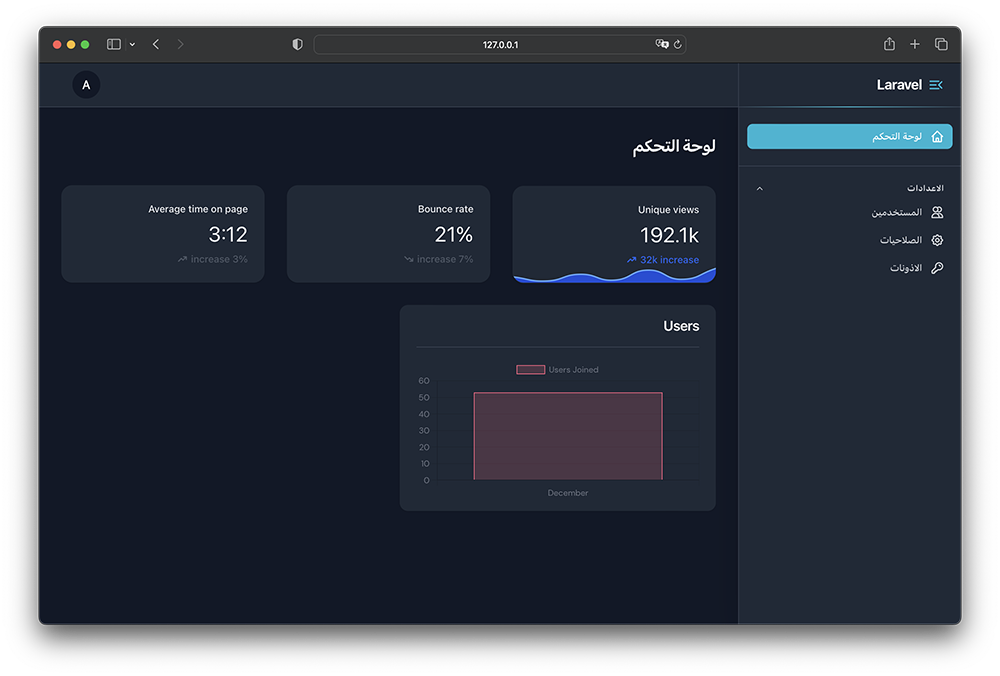 127.0.0.1
Laravel
A
لوحة التحكم
الاعدادات
المستخدمين
الصلاحيات
الاذونات
لوحة التحكم
Unique views
192.1k
32k increase
Bounce rate
21%
increase 7%
Average time on page
3:12
increase 3%
Users
Users Joined
60
50
40
30
20
10
0
December